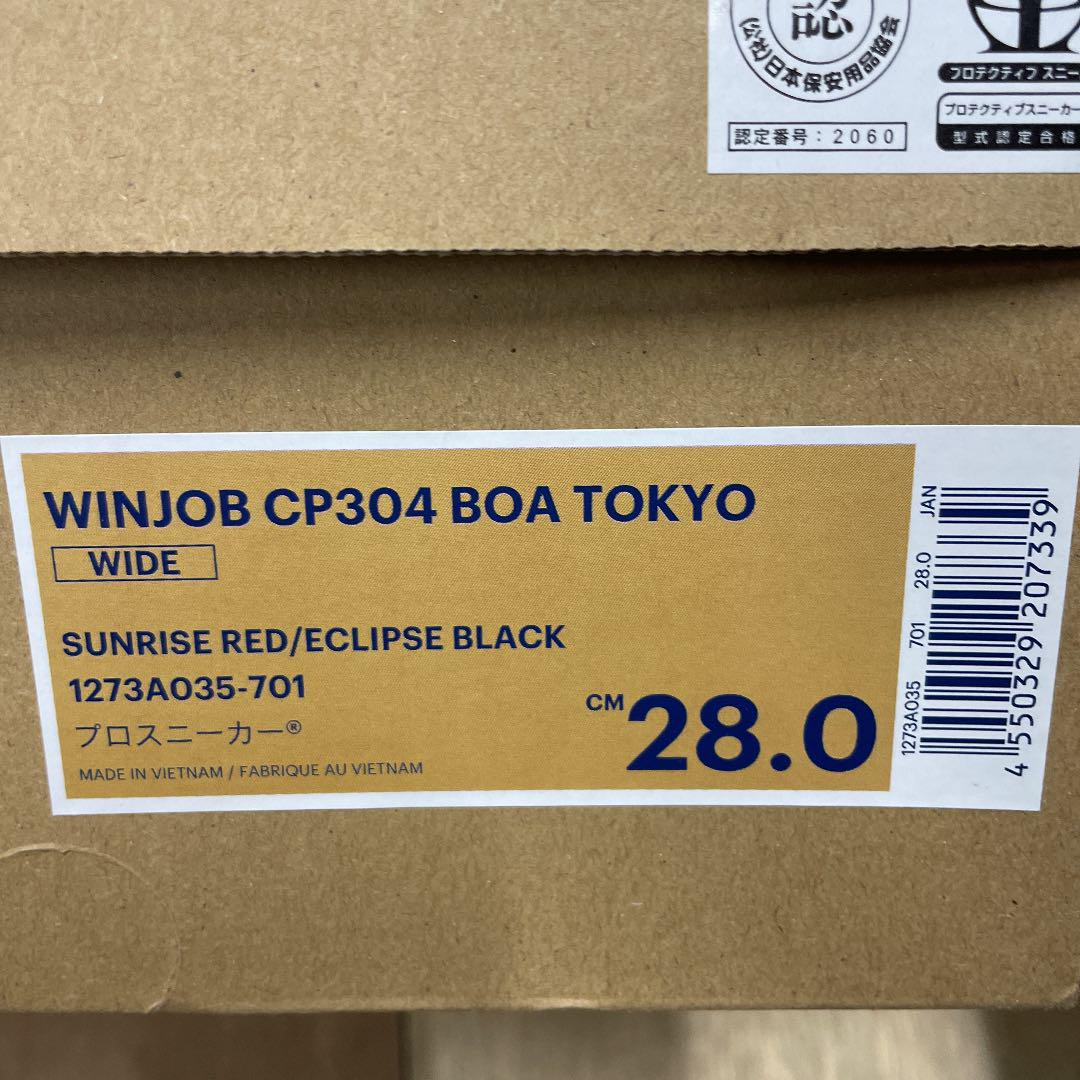 認
(公社)日本保安用品協会
認定番号:2060
プロテクティブ スニー
プロテクティブスニーカー
型式認定合格
WINJOB CP304 BOA TOKYO
WIDE
SUNRISE RED/ECLIPSE BLACK
1273A035-701
プロスニーカー®
MADE IN VIETNAM / FABRIQUE AU VIETNAM
CM 28.0
1273A035 701 28.0 JAN
4 550329 207339